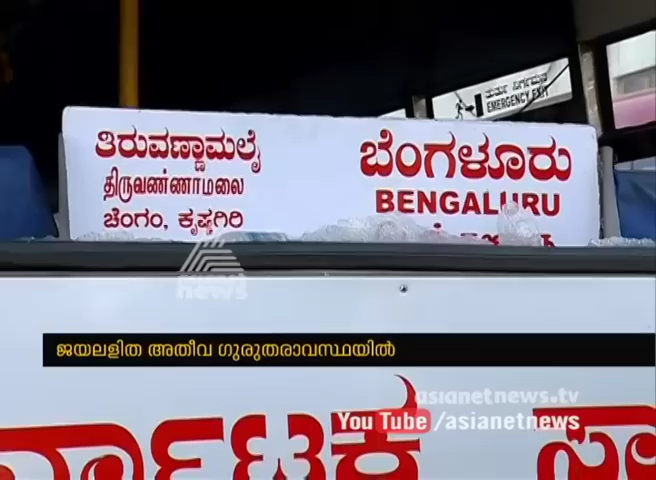 ತುರ್ತು ನಿರ್ಗಮನ
EMERGENCY EXIT
ತಿರುವಣ್ಣಾಮಲೈ
திருவண்ணாமலை
ಚೆಂಗಂ, ಕೃಷ್ಣಗಿರಿ
ಬೆಂಗಳೂರು
BENGALURU
news
ജയലളിത അതീവ ഗുരുതരാവസ്ഥയിൽ
asianetnews.tv
You Tube /asianetnews